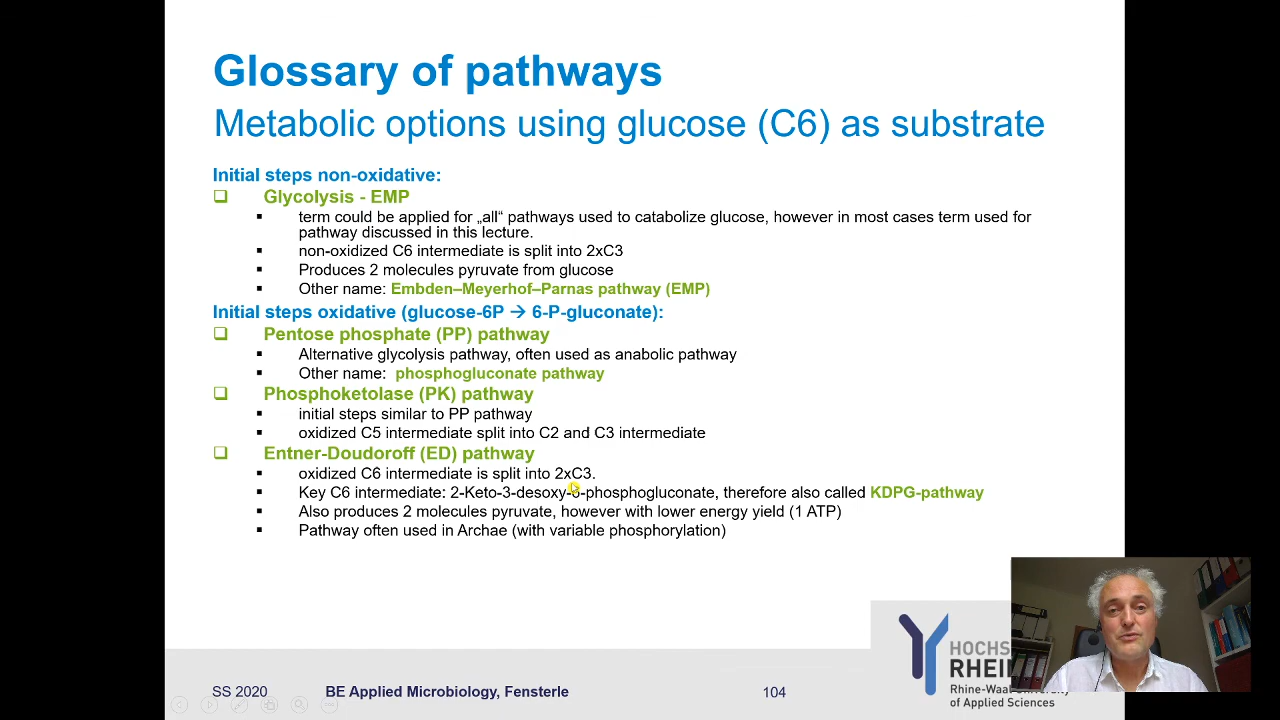 Glossary of pathways
Metabolic options using glucose (C6) as substrate
Initial steps non-oxidative:
❑ Glycolysis - EMP
▪ term could be applied for „all“ pathways used to catabolize glucose, however in most cases term used for
pathway discussed in this lecture.
▪ non-oxidized C6 intermediate is split into 2xC3
▪ Produces 2 molecules pyruvate from glucose
▪ Other name: Embden–Meyerhof–Parnas pathway (EMP)
Initial steps oxidative (glucose-6P → 6-P-gluconate):
❑ Pentose phosphate (PP) pathway
▪ Alternative glycolysis pathway, often used as anabolic pathway
▪ Other name: phosphogluconate pathway
❑ Phosphoketolase (PK) pathway
▪ initial steps similar to PP pathway
▪ oxidized C5 intermediate split into C2 and C3 intermediate
❑ Entner-Doudoroff (ED) pathway
▪ oxidized C6 intermediate is split into 2xC3.
▪ Key C6 intermediate: 2-Keto-3-desoxy-6-phosphogluconate, therefore also called KDPG-pathway
▪ Also produces 2 molecules pyruvate, however with lower energy yield (1 ATP)
▪ Pathway often used in Archae (with variable phosphorylation)
HOCHS
RHEI
Rhine-Waal University
of Applied Sciences
SS 2020
BE Applied Microbiology, Fensterle
104